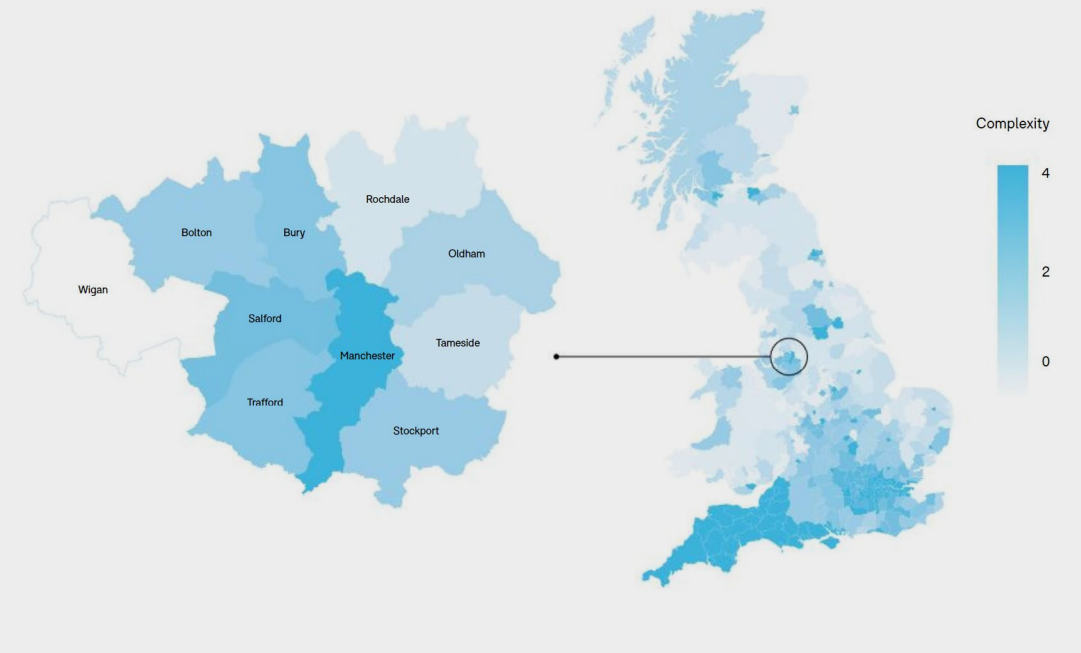 Complexity
4
2
0
Rochdale
Bolton
Bury
Oldham
Wigan
Salford
Tameside
Manchester
Trafford
Stockport